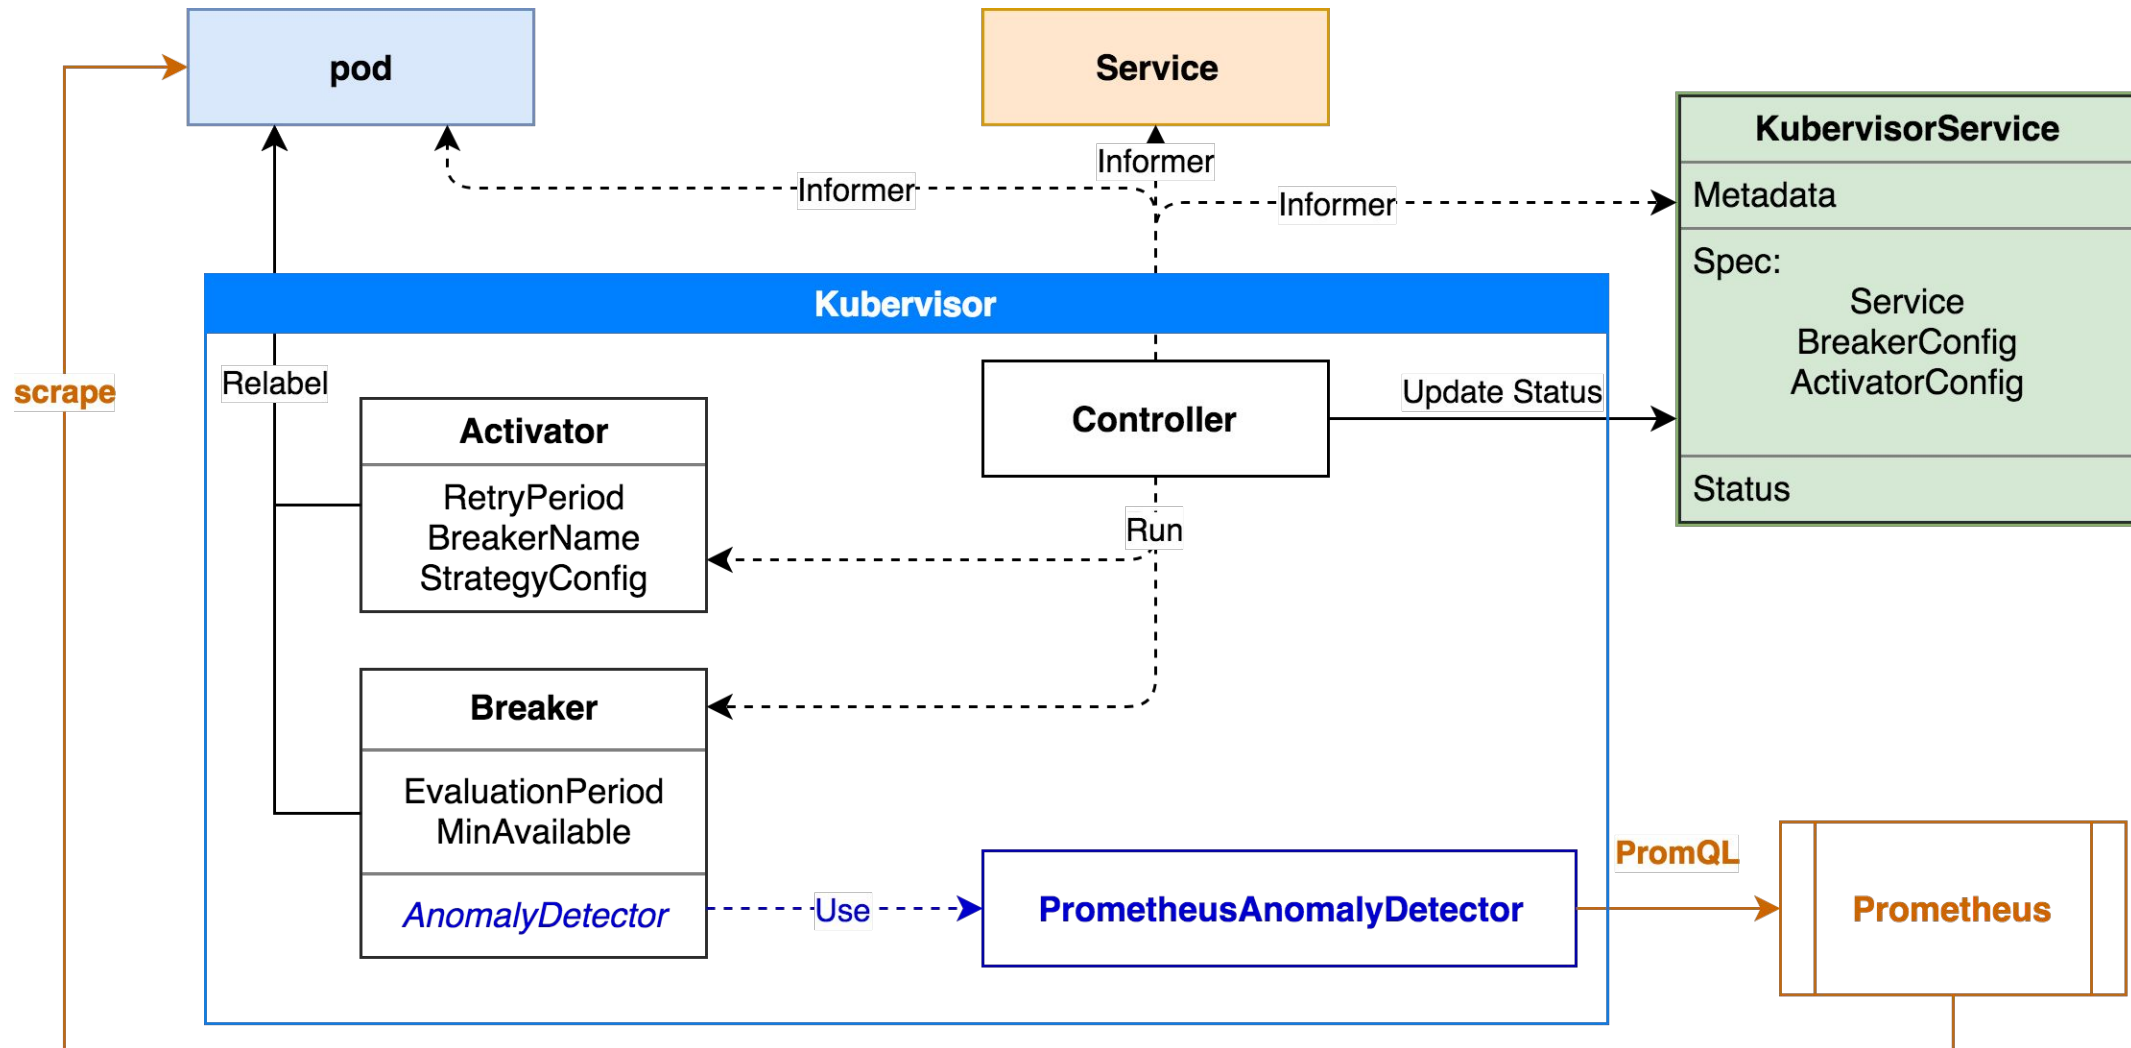 pod
Service
KubervisorService
Informer
Informer
Informer
Metadata
Spec:
Service
BreakerConfig
ActivatorConfig
Status
Kubervisor
scrape
Relabel
Activator
RetryPeriod
BreakerName
StrategyConfig
Controller
Update Status
Run
Breaker
EvaluationPeriod
MinAvailable
AnomalyDetector
Use
PrometheusAnomalyDetector
PromQL
Prometheus